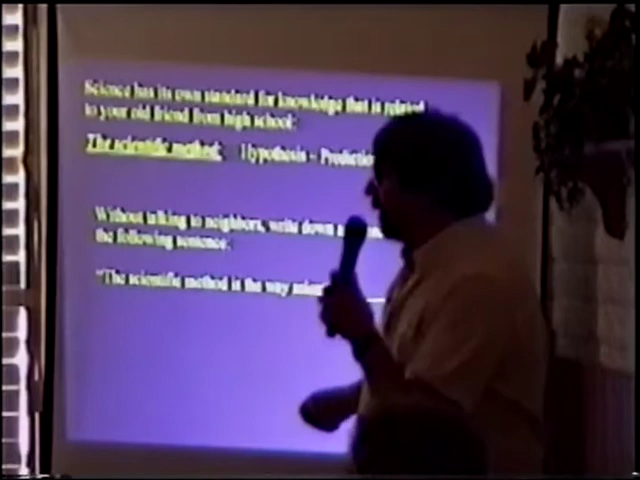 Science has its own standard for knowledge that is related
to your old friend from high school:
The scientific method: Hypothesis – Prediction
Without talking to neighbors, write down
the following sentence:
"The scientific method is the way